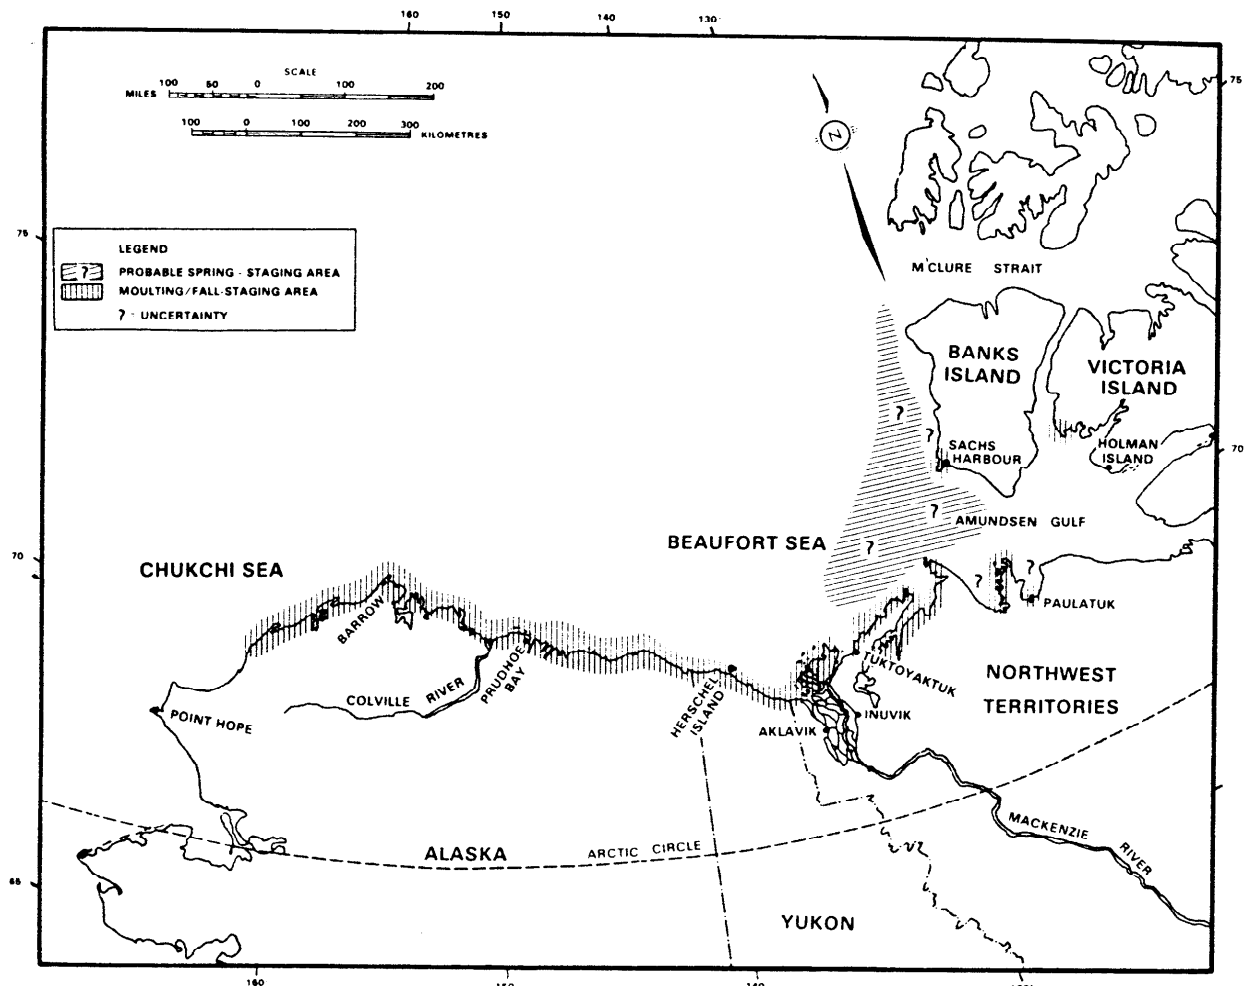 160 150 140 130
SCALE
100 50 0 100 200
MILES
100 0 100 200 300
KILOMETRES
75
75
LEGEND
? PROBABLE SPRING - STAGING AREA
MOULTING/FALL-STAGING AREA
? - UNCERTAINTY
Z
M'CLURE STRAIT
BANKS
ISLAND
VICTORIA
ISLAND
?
?
SACHS
HARBOUR
HOLMAN
ISLAND
70
?
AMUNDSEN GULF
BEAUFORT SEA
?
70
CHUKCHI SEA
?
?
PAULATUK
BARROW
TUKTOYAKTUK
NORTHWEST
TERRITORIES
COLVILLE RIVER
PRUDHOE
BAY
HERSCHEL
ISLAND
POINT HOPE
INUVIK
AKLAVIK
MACKENZIE
RIVER
ALASKA
ARCTIC CIRCLE
65
YUKON
160 150 140